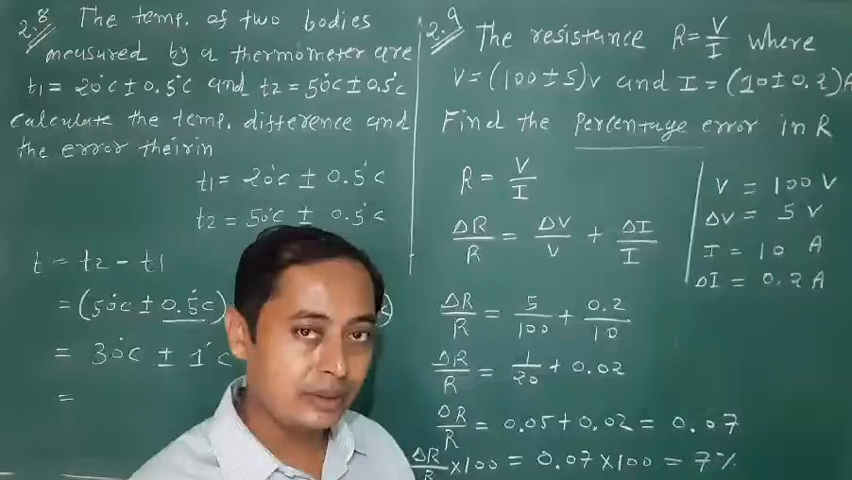 2.8 The temp. of two bodies
measured by a thermometer are
t1 = 20°c ± 0.5°c and t2 = 50°c ± 0.5°c
calculate the temp. difference and
the error theirin
t1 = 20°c ± 0.5°c
t2 = 50°c ± 0.5°c
t = t2 - t1
= (50°c ± 0.5°c)
= 30°c ± 1°c
=
2.9 The resistance R = V/I where
V = (100 ± 5)v and I = (10 ± 0.2)A
Find the percentage error in R
R = V/I
ΔR/R = ΔV/V + ΔI/I
ΔR/R = 5/100 + 0.2/10
ΔR/R = 1/20 + 0.02
ΔR/R = 0.05 + 0.02 = 0.07
ΔR/R × 100 = 0.07 × 100 = 7%
V = 100 V
ΔV = 5 V
I = 10 A
ΔI = 0.2 A